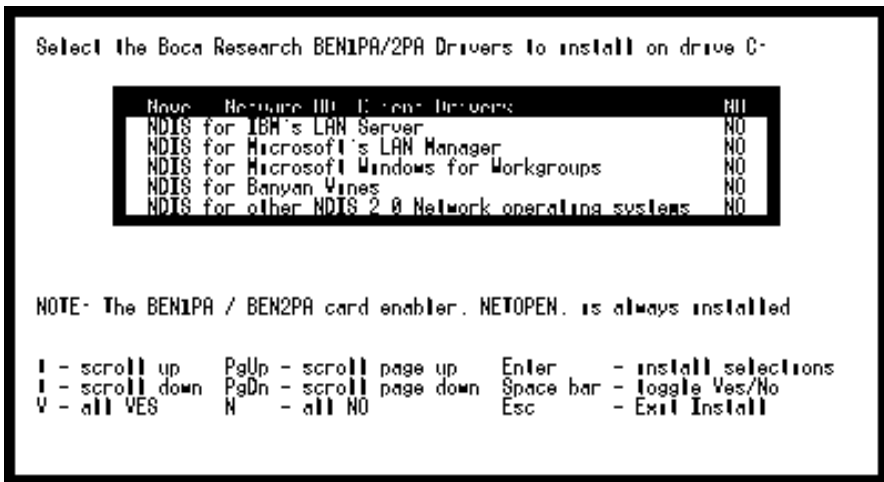 Select the Boca Research BEN1PA/2PA Drivers to install on drive C:
NO
NDIS for IBM's LAN Server NO
NDIS for Microsoft's LAN Manager NO
NDIS for Microsoft Windows for Workgroups NO
NDIS for Banyan Vines NO
NDIS for other NDIS 2.0 Network operating systems NO
NOTE: The BEN1PA / BEN2PA card enabler, NETOPEN, is always installed
- scroll up PgUp - scroll page up Enter - install selections
- scroll down PgDn - scroll page down Space bar - toggle Yes/No
Y - all YES N - all NO Esc - Exit Install